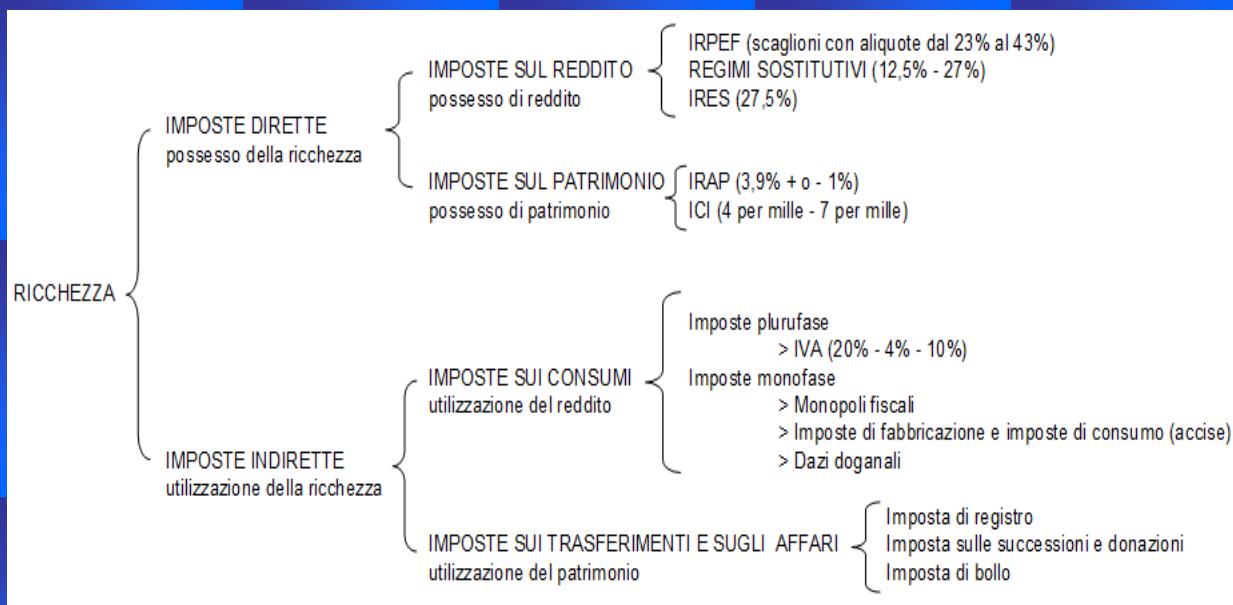 RICCHEZZA
IMPOSTE DIRETTE
possesso della ricchezza
IMPOSTE SUL REDDITO
possesso di reddito
IRPEF (scaglioni con aliquote dal 23% al 43%)
REGIMI SOSTITUTIVI (12,5% - 27%)
IRES (27,5%)
IMPOSTE SUL PATRIMONIO
possesso di patrimonio
IRAP (3,9% + o - 1%)
ICI (4 per mille - 7 per mille)
IMPOSTE INDIRETTE
utilizzazione della ricchezza
IMPOSTE SUI CONSUMI
utilizzazione del reddito
Imposte plurufase
> IVA (20% - 4% - 10%)
Imposte monofase
> Monopoli fiscali
> Imposte di fabbricazione e imposte di consumo (accise)
> Dazi doganali
IMPOSTE SUI TRASFERIMENTI E SUGLI AFFARI
utilizzazione del patrimonio
Imposta di registro
Imposta sulle successioni e donazioni
Imposta di bollo